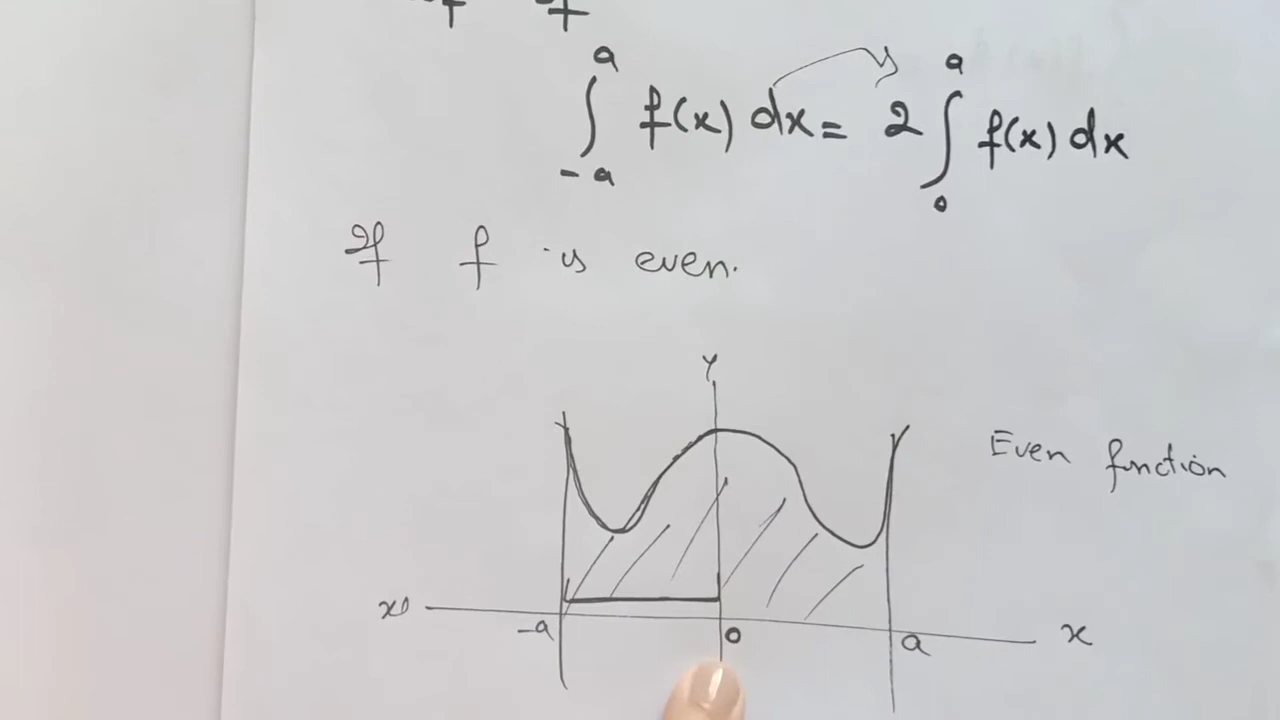 ∫_{-a}^{a} f(x) dx = 2 ∫_{0}^{a} f(x) dx
If f is even.
Y
Even function
x' -a 0 a x